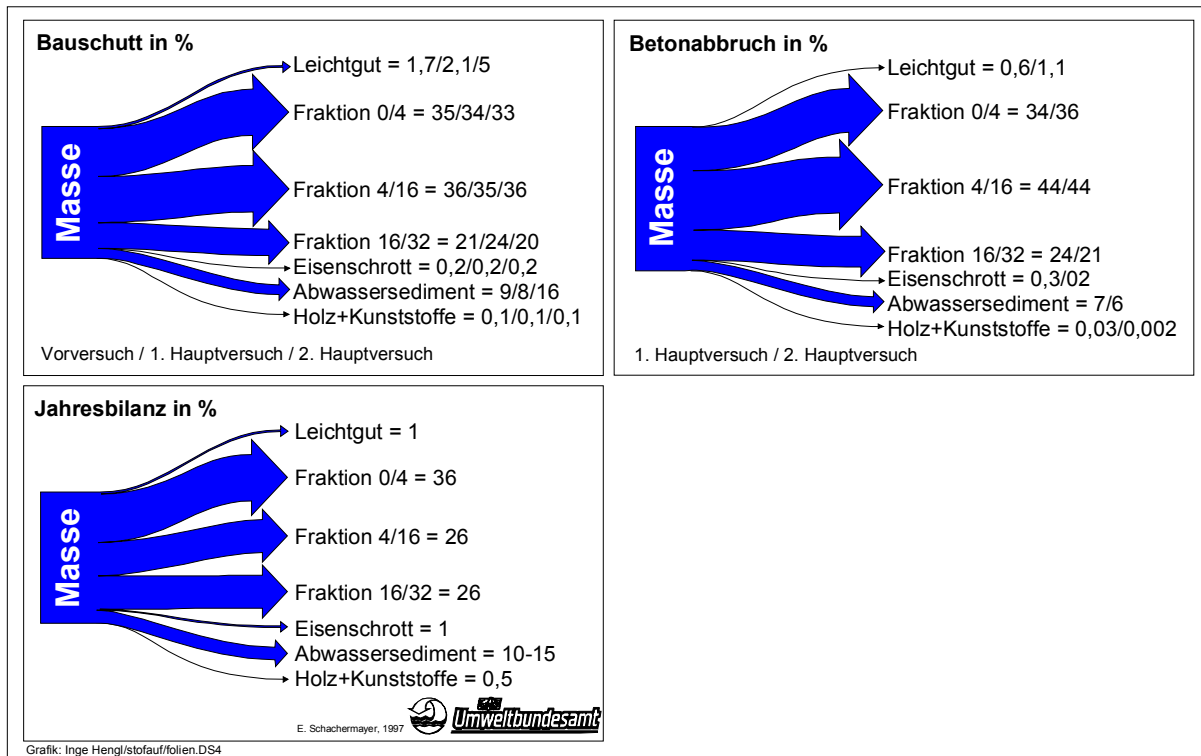 Bauschutt in %
Masse
Leichtgut = 1,7/2,1/5
Fraktion 0/4 = 35/34/33
Fraktion 4/16 = 36/35/36
Fraktion 16/32 = 21/24/20
Eisenschrott = 0,2/0,2/0,2
Abwassersediment = 9/8/16
Holz+Kunststoffe = 0,1/0,1/0,1
Vorversuch / 1. Hauptversuch / 2. Hauptversuch
Betonabbruch in %
Masse
Leichtgut = 0,6/1,1
Fraktion 0/4 = 34/36
Fraktion 4/16 = 44/44
Fraktion 16/32 = 24/21
Eisenschrott = 0,3/02
Abwassersediment = 7/6
Holz+Kunststoffe = 0,03/0,002
1. Hauptversuch / 2. Hauptversuch
Jahresbilanz in %
Masse
Leichtgut = 1
Fraktion 0/4 = 36
Fraktion 4/16 = 26
Fraktion 16/32 = 26
Eisenschrott = 1
Abwassersediment = 10-15
Holz+Kunststoffe = 0,5
E. Schachermayer, 1997
Umweltbundesamt
Grafik: Inge Hengl/stofauf/folien.DS4